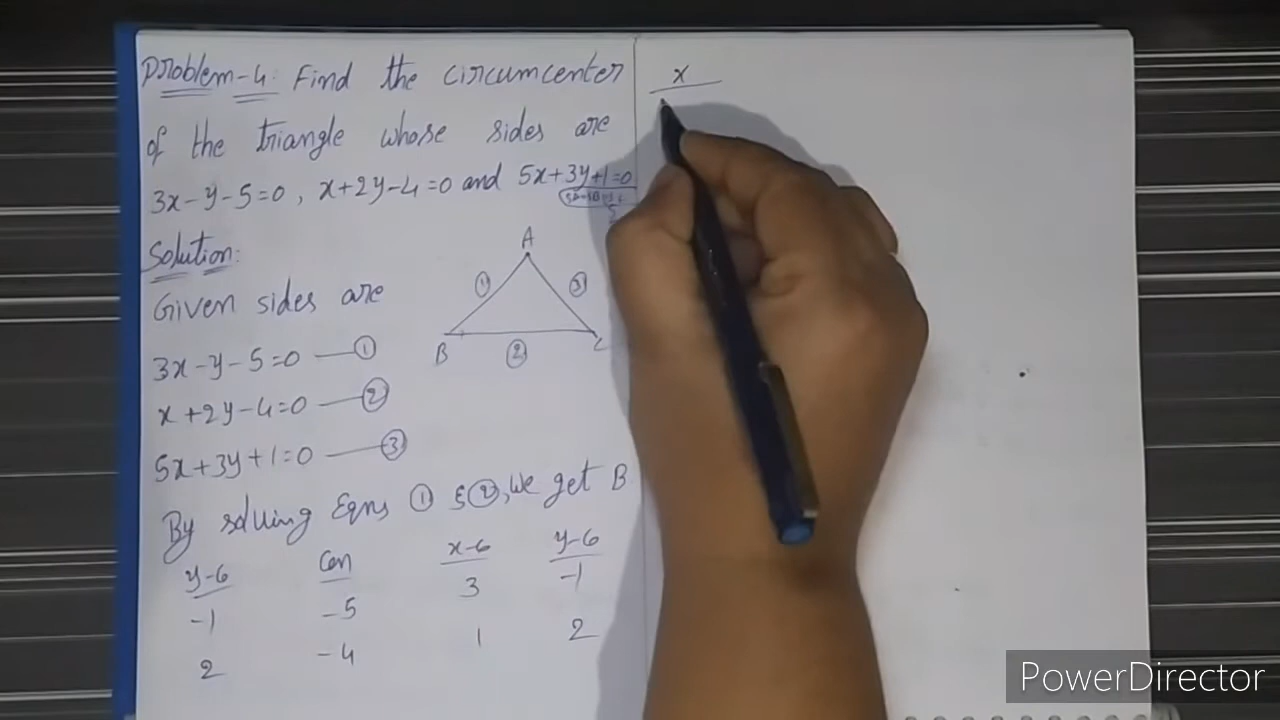 Problem-4: Find the circumcenter
of the triangle whose sides are
3x-y-5=0, x+2y-4=0 and 5x+3y+1=0
Solution:
Given sides are
3x-y-5=0 — ①
x+2y-4=0 — ②
5x+3y+1=0 — ③
A
① ③
B ② C
By solving Eqns ① & ②, we get B
y-6 Con x-6 y-6
-1 -5 3 -1
2 -4 1 2
x
PowerDirector